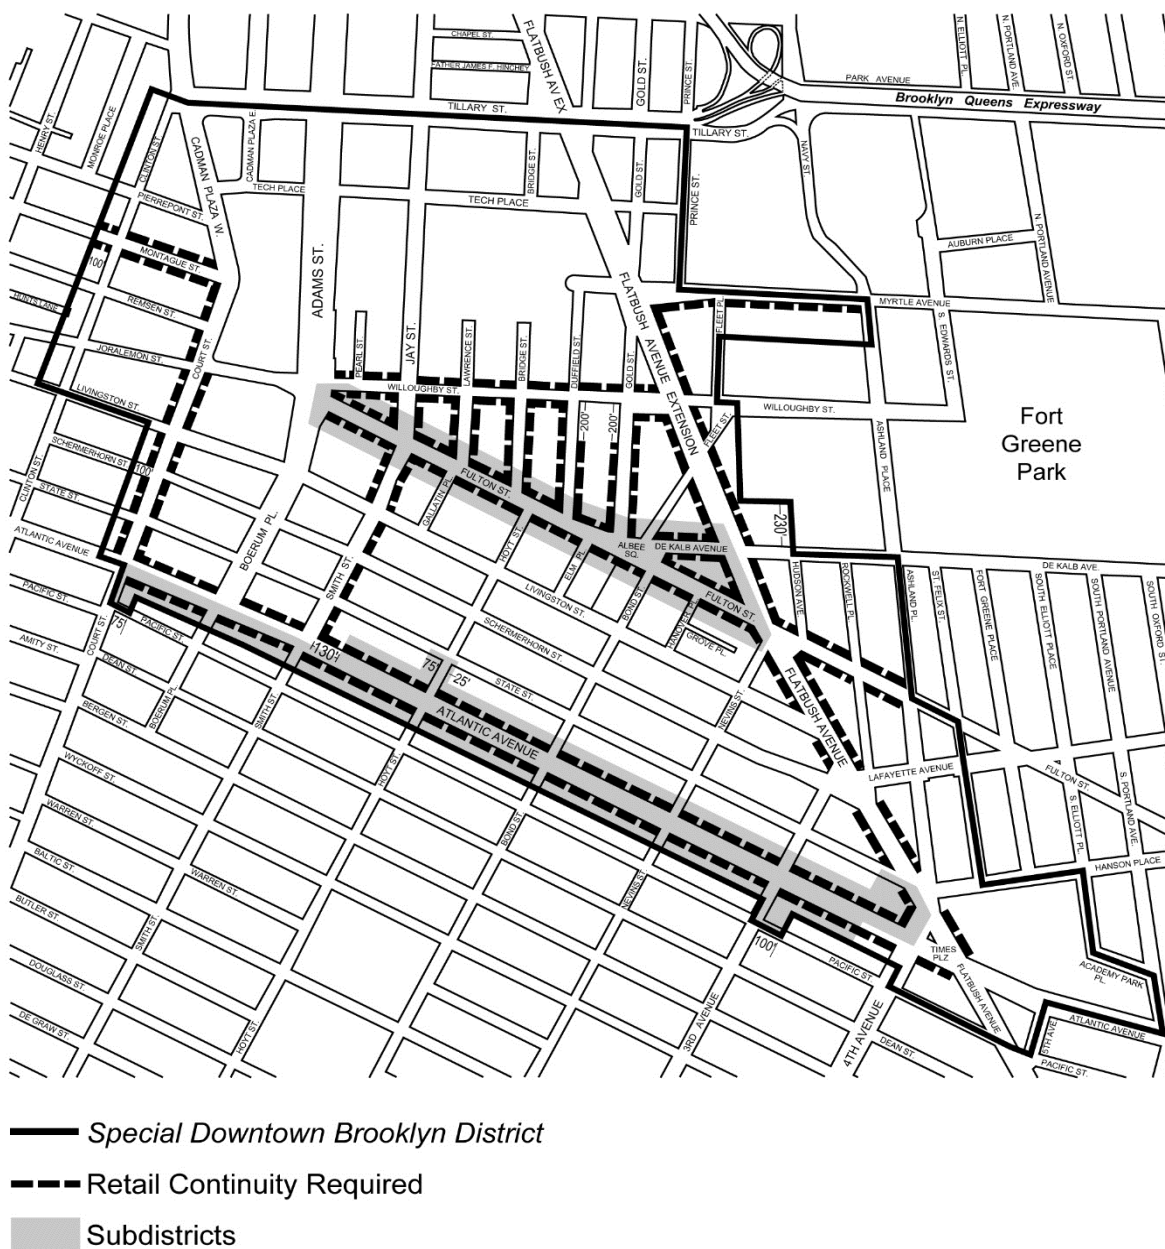 CHAPEL ST.
FATHER JAMES F. HINCHEY
FLATBUSH AV EX
GOLD ST.
PRINCE ST.
N. ELLIOTT PL.
N. PORTLAND AVE.
N. OXFORD ST.
PARK AVENUE
Brooklyn Queens Expressway
HENRY ST.
MONROE PLACE
CLINTON ST.
CADMAN PLAZA W.
CADMAN PLAZA E.
TILLARY ST.
TILLARY ST.
BRIDGE ST.
GOLD ST.
PRINCE ST.
NAVY ST.
TECH PLACE
TECH PLACE
PIERREPONT ST.
MONTAGUE ST.
100'
REMSEN ST.
HUNTS LANE
JORALEMON ST.
COURT ST.
ADAMS ST.
JAY ST.
PEARL ST.
LAWRENCE ST.
BRIDGE ST.
DUFFIELD ST.
GOLD ST.
FLATBUSH AVENUE EXTENSION
FLEET PL.
AUBURN PLACE
N. PORTLAND AVENUE
MYRTLE AVENUE
S. EDWARDS ST.
WILLOUGHBY ST.
WILLOUGHBY ST.
200'
200'
FLEET ST.
ASHLAND PLACE
Fort
Greene
Park
LIVINGSTON ST.
SCHERMERHORN ST.
100'
STATE ST.
CLINTON ST.
ATLANTIC AVENUE
BOERUM PL.
SMITH ST.
GALLATIN PL.
FULTON ST.
HOYT ST.
ELM PL.
ALBEE
SQ.
DE KALB AVENUE
FULTON ST.
230'
DE KALB AVE.
HUDSON AVE.
ROCKWELL PL.
ASHLAND PL.
ST. FELIX ST.
FORT GREENE PLACE
SOUTH ELLIOTT PLACE
SOUTH PORTLAND AVENUE
SOUTH OXFORD ST.
LIVINGSTON ST.
BOND ST.
HANOVER PL.
GROVE PL.
SCHERMERHORN ST.
STATE ST.
NEVINS ST.
FLATBUSH AVENUE
LAFAYETTE AVENUE
FULTON ST.
S. ELLIOTT PL.
S. PORTLAND AVE.
HANSON PLACE
PACIFIC ST.
75'
PACIFIC ST.
AMITY ST.
COURT ST.
DEAN ST.
BERGEN ST.
BOERUM PL.
SMITH ST.
130'
75'
25'
ATLANTIC AVENUE
HOYT ST.
BOND ST.
NEVINS ST.
WYCKOFF ST.
WARREN ST.
BALTIC ST.
WARREN ST.
BUTLER ST.
SMITH ST.
DOUGLASS ST.
DE GRAW ST.
HOYT ST.
100'
PACIFIC ST.
3RD AVENUE
4TH AVENUE
DEAN ST.
TIMES
PLZ
FLATBUSH AVENUE
ACADEMY PARK
PL.
ATLANTIC AVENUE
5TH AVE.
PACIFIC ST.
Special Downtown Brooklyn District
Retail Continuity Required
Subdistricts